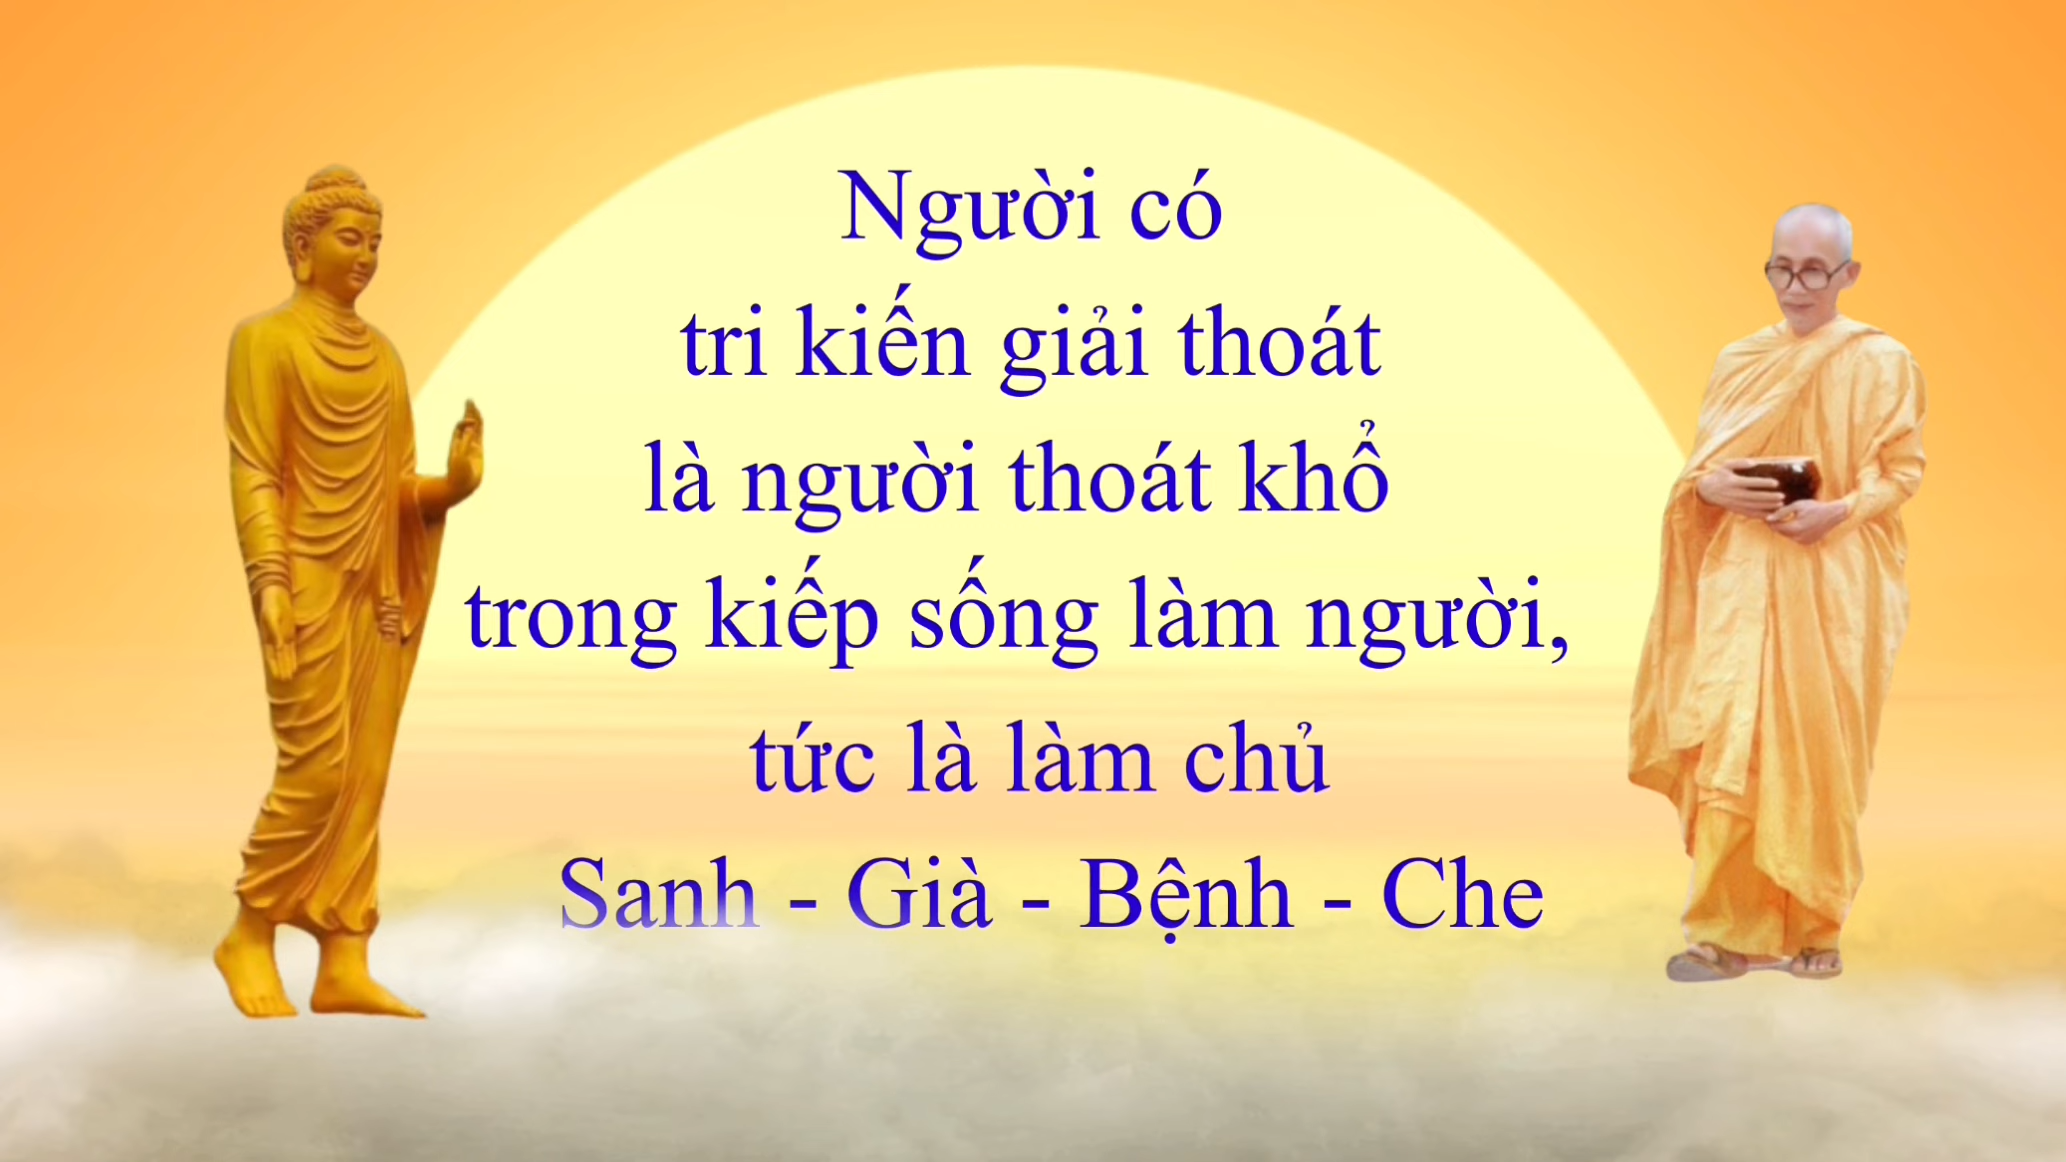 Người có
tri kiến giải thoát
là người thoát khổ
trong kiếp sống làm người,
tức là làm chủ
Sanh - Già - Bệnh - Che